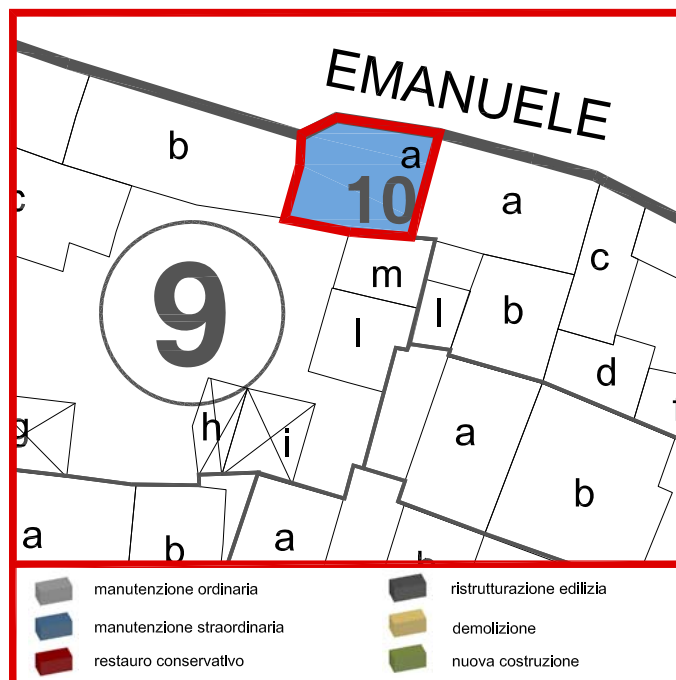 EMANUELE
b
a
10
a
c
c
m
9
l
l
b
d
h
i
g
a
b
a
b
a
b
manutenzione ordinaria
manutenzione straordinaria
restauro conservativo
ristrutturazione edilizia
demolizione
nuova costruzione